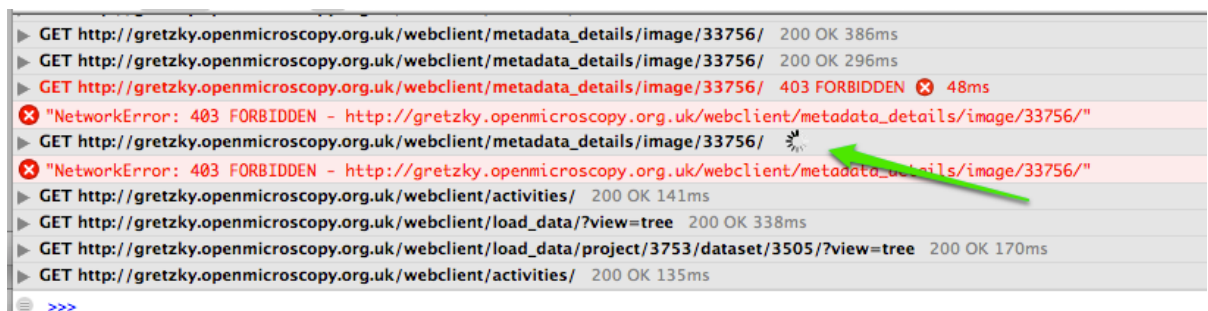 GET http://gretzky.openmicroscopy.org.uk/webclient/metadata_details/image/33756/ 200 OK 386ms
GET http://gretzky.openmicroscopy.org.uk/webclient/metadata_details/image/33756/ 200 OK 296ms
GET http://gretzky.openmicroscopy.org.uk/webclient/metadata_details/image/33756/ 403 FORBIDDEN 48ms
"NetworkError: 403 FORBIDDEN - http://gretzky.openmicroscopy.org.uk/webclient/metadata_details/image/33756/"
GET http://gretzky.openmicroscopy.org.uk/webclient/metadata_details/image/33756/
"NetworkError: 403 FORBIDDEN - http://gretzky.openmicroscopy.org.uk/webclient/metadata_details/image/33756/"
GET http://gretzky.openmicroscopy.org.uk/webclient/activities/ 200 OK 141ms
GET http://gretzky.openmicroscopy.org.uk/webclient/load_data/?view=tree 200 OK 338ms
GET http://gretzky.openmicroscopy.org.uk/webclient/load_data/project/3753/dataset/3505/?view=tree 200 OK 170ms
GET http://gretzky.openmicroscopy.org.uk/webclient/activities/ 200 OK 135ms
>>>